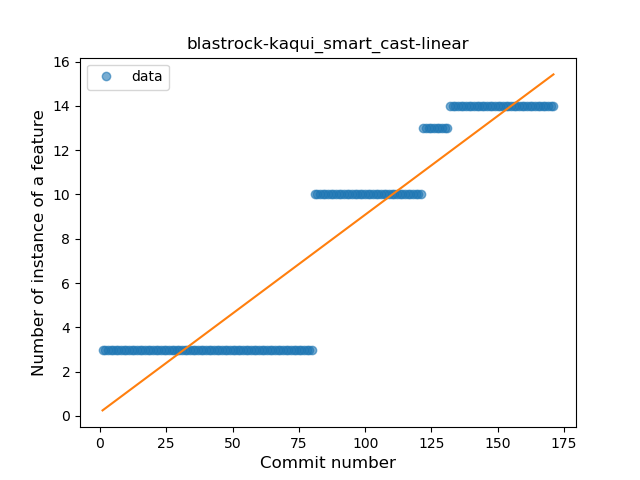 blastrock-kaqui_smart_cast-linear
data
Number of instance of a feature
16
14
12
10
8
6
4
2
0
0 25 50 75 100 125 150 175
Commit number